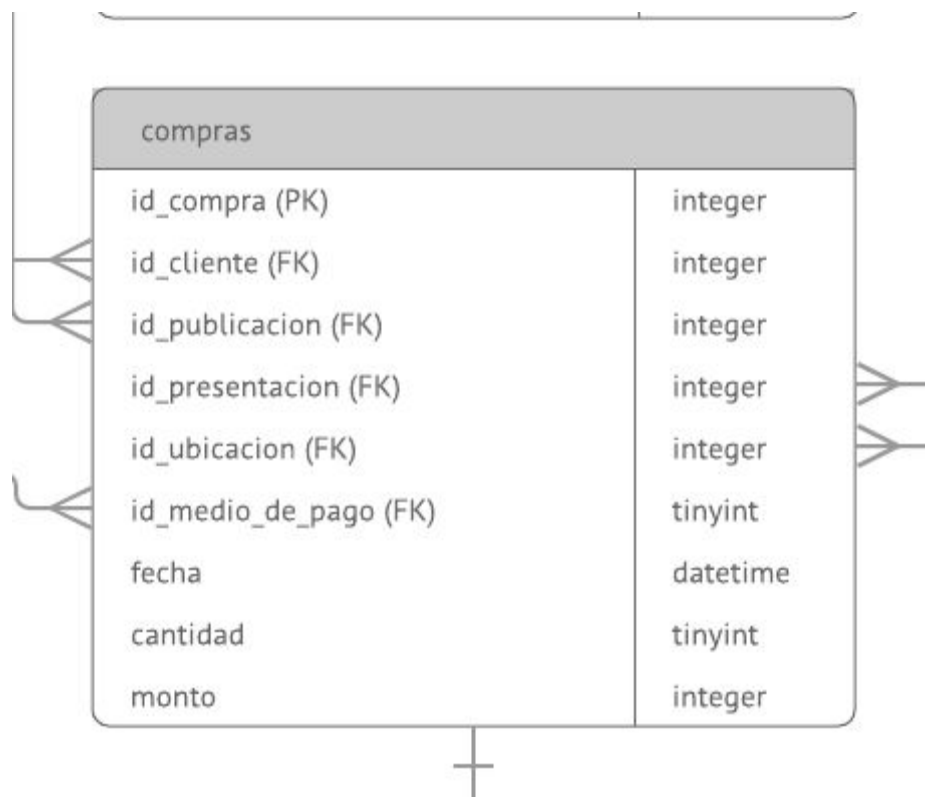 compras
id_compra (PK) integer
id_cliente (FK) integer
id_publicacion (FK) integer
id_presentacion (FK) integer
id_ubicacion (FK) integer
id_medio_de_pago (FK) tinyint
fecha datetime
cantidad tinyint
monto integer